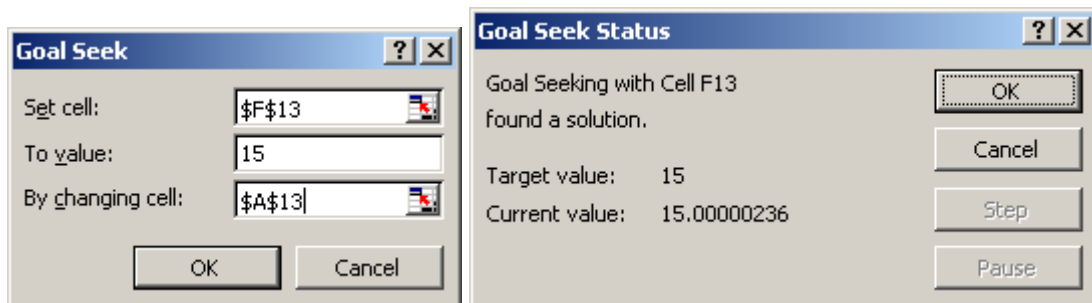 Goal Seek
Set cell: $F$13
To value: 15
By changing cell: $A$13
OK Cancel
Goal Seek Status
Goal Seeking with Cell F13
found a solution.
Target value: 15
Current value: 15.00000236
OK
Cancel
Step
Pause